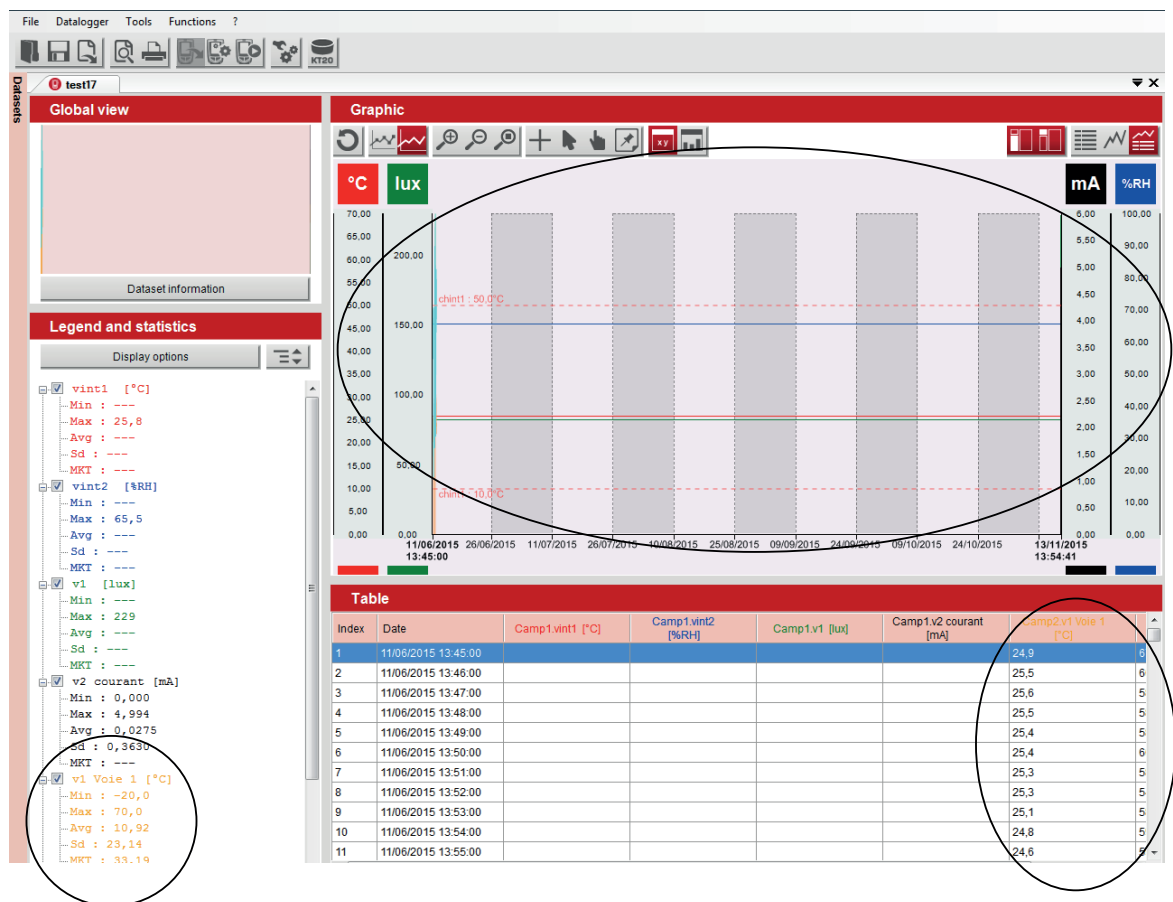 File Datalogger Tools Functions ?
KT20
Datasets
test17
Global view
Dataset information
Legend and statistics
Display options
vint1 [°C]
Min : ---
Max : 25,8
Avg : ---
Sd : ---
MKT : ---
vint2 [%RH]
Min : ---
Max : 65,5
Avg : ---
Sd : ---
MKT : ---
v1 [lux]
Min : ---
Max : 229
Avg : ---
Sd : ---
MKT : ---
v2 courant [mA]
Min : 0,000
Max : 4,994
Avg : 0,0275
Sd : 0,3630
MKT : ---
v1 Voie 1 [°C]
Min : -20,0
Max : 70,0
Avg : 10,92
Sd : 23,14
MKT : 33,19
Graphic
xy
°C lux mA %RH
70,00
65,00
60,00
55,00
50,00
45,00
40,00
35,00
30,00
25,00
20,00
15,00
10,00
5,00
0,00
200,00
150,00
100,00
50,00
0,00
chint1 : 50,0°C
chint1 : 10,0°C
6,00
5,50
5,00
4,50
4,00
3,50
3,00
2,50
2,00
1,50
1,00
0,50
0,00
100,00
90,00
80,00
70,00
60,00
50,00
40,00
30,00
20,00
10,00
0,00
11/06/2015 26/06/2015 11/07/2015 26/07/2015 10/08/2015 25/08/2015 09/09/2015 24/09/2015 09/10/2015 24/10/2015 13/11/2015
13:45:00 13:54:41
Table
Index Date Camp1.vint1 [°C] Camp1.vint2 [%RH] Camp1.v1 [lux] Camp1.v2 courant [mA] Camp2.v1 Voie 1 [°C]
1 11/06/2015 13:45:00 24,9 6
2 11/06/2015 13:46:00 25,5 6
3 11/06/2015 13:47:00 25,6 5
4 11/06/2015 13:48:00 25,5 5
5 11/06/2015 13:49:00 25,4 5
6 11/06/2015 13:50:00 25,4 6
7 11/06/2015 13:51:00 25,3 5
8 11/06/2015 13:52:00 25,3 5
9 11/06/2015 13:53:00 25,1 5
10 11/06/2015 13:54:00 24,8 5
11 11/06/2015 13:55:00 24,6 5